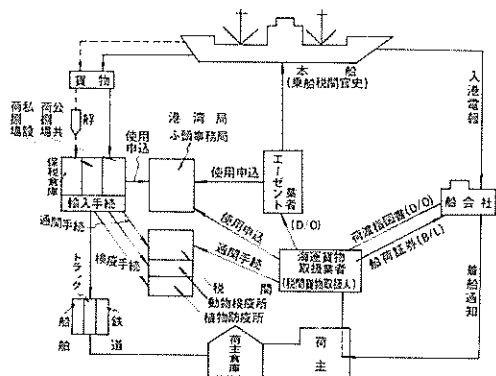 本船
(乗船税関官吏)
貨物
入港電報
荷捌場 私設
荷捌場 公共
艀
港湾局
ふ頭事務局
使用申込
使用申込
エーゼント業者
保税倉庫
輸入手続
船会社
使用申込
(D/O)
荷渡指図書(D/O)
船荷証券(B/L)
通関手続
通関手続
海運貨物
取扱業者
(税関貨物取扱人)
検疫手続
トラック
税関
動物検疫所
植物防疫所
着船通知
船舶
鉄道
荷主倉庫
荷主